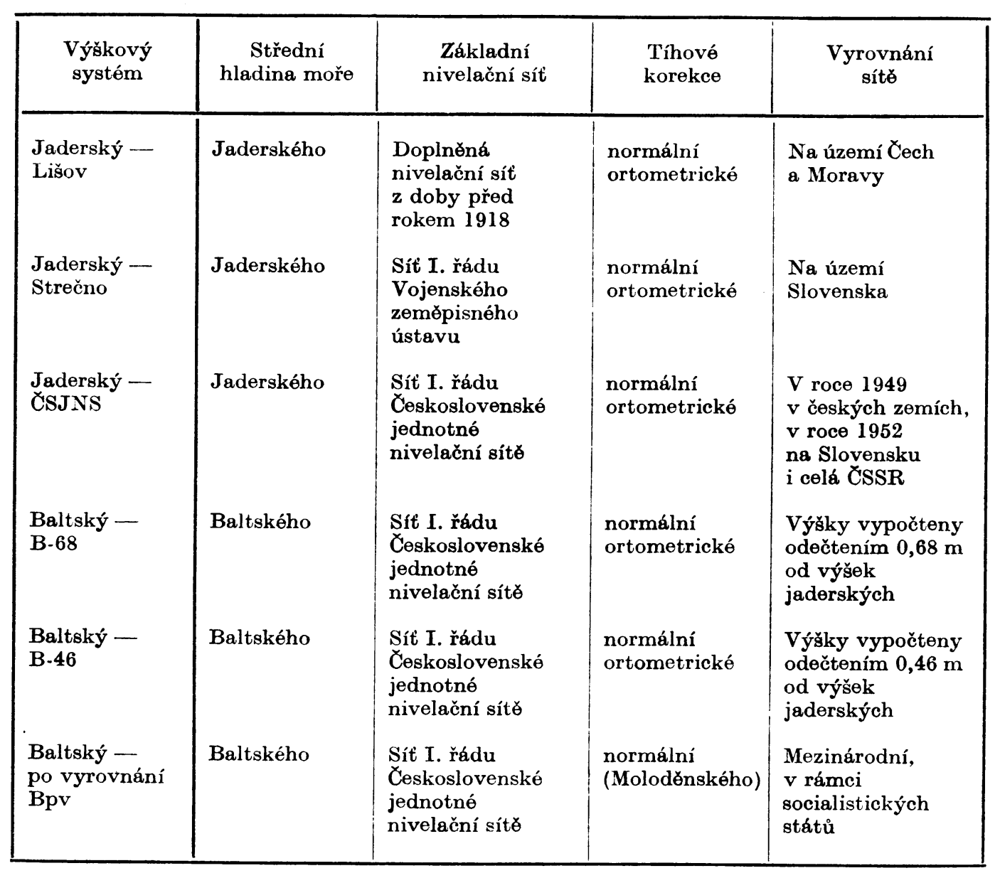 Výškový
systém
Střední
hladina moře
Základní
nivelační síť
Tíhové
korekce
Vyrovnání
sítě
Jaderský —
Lišov
Jaderského
Doplněná
nivelační síť
z doby před
rokem 1918
normální
ortometrické
Na území Čech
a Moravy
Jaderský —
Strečno
Jaderského
Síť I. řádu
Vojenského
zeměpisného
ústavu
normální
ortometrické
Na území
Slovenska
Jaderský —
ČSJNS
Jaderského
Síť I. řádu
Československé
jednotné
nivelační sítě
normální
ortometrické
V roce 1949
v českých zemích,
v roce 1952
na Slovensku
i celá ČSSR
Baltský —
B-68
Baltského
Síť I. řádu
Československé
jednotné
nivelační sítě
normální
ortometrické
Výšky vypočteny
odečtením 0,68 m
od výšek
jaderských
Baltský —
B-46
Baltského
Síť I. řádu
Československé
jednotné
nivelační sítě
normální
ortometrické
Výšky vypočteny
odečtením 0,46 m
od výšek
jaderských
Baltský —
po vyrovnání
Bpv
Baltského
Síť I. řádu
Československé
jednotné
nivelační sítě
normální
(Moloděnského)
Mezinárodní,
v rámci
socialistických
států